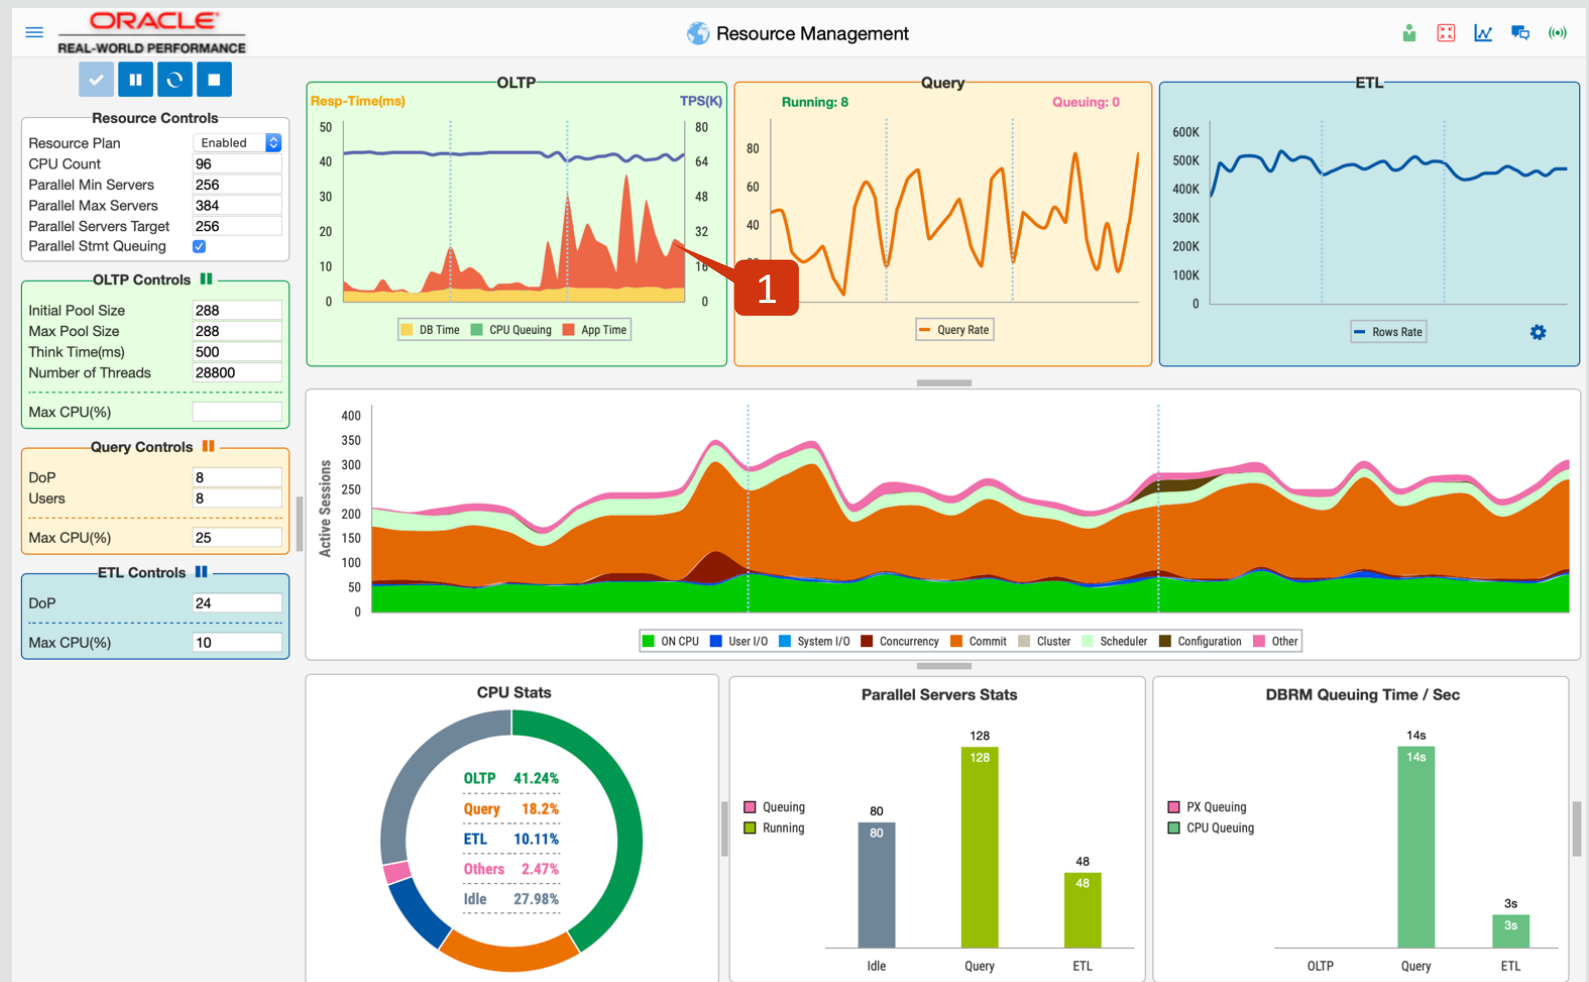 ORACLE
REAL-WORLD PERFORMANCE
Resource Management
Resource Controls
Resource Plan Enabled
CPU Count 96
Parallel Min Servers 256
Parallel Max Servers 384
Parallel Servers Target 256
Parallel Stmt Queuing
OLTP Controls
Initial Pool Size 288
Max Pool Size 288
Think Time(ms) 500
Number of Threads 28800
Max CPU(%)
Query Controls
DoP 8
Users 8
Max CPU(%) 25
ETL Controls
DoP 24
Max CPU(%) 10
OLTP
Resp-Time(ms) TPS(K)
50 80
40 64
30 48
20 32
10 16
0 0
DB Time CPU Queuing App Time
1
Query
Running: 8 Queuing: 0
80
60
40
Query Rate
ETL
600K
500K
400K
300K
200K
100K
0
Rows Rate
Active Sessions
400
350
300
250
200
150
100
50
0
ON CPU User I/O System I/O Concurrency Commit Cluster Scheduler Configuration Other
CPU Stats
OLTP 41.24%
Query 18.2%
ETL 10.11%
Others 2.47%
Idle 27.98%
Parallel Servers Stats
Queuing
Running
80
80
128
128
48
48
Idle Query ETL
DBRM Queuing Time / Sec
PX Queuing
CPU Queuing
14s
14s
3s
3s
OLTP Query ETL